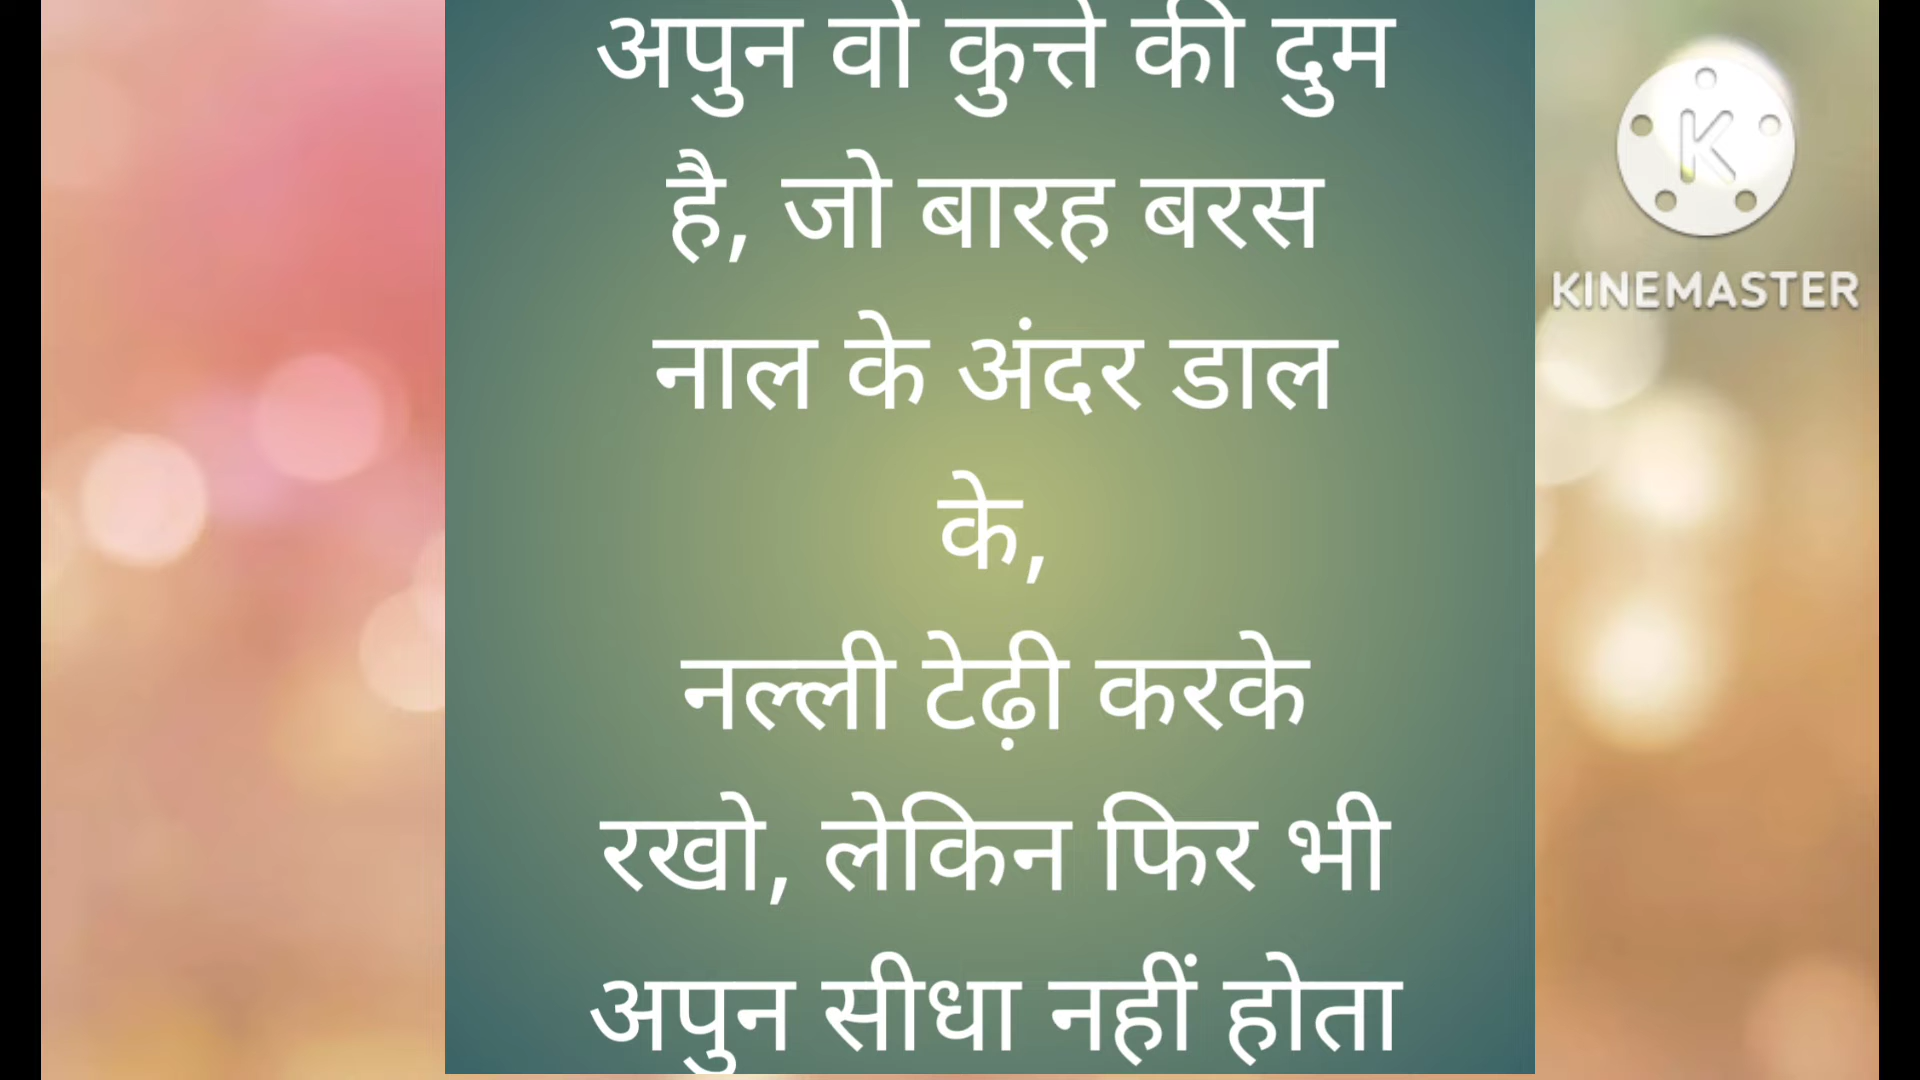 अपुन वो कुत्ते की दुम
है, जो बारह बरस
नाल के अंदर डाल
के,
नल्ली टेढ़ी करके
रखो, लेकिन फिर भी
अपुन सीधा नहीं होता
K
KINEMASTER